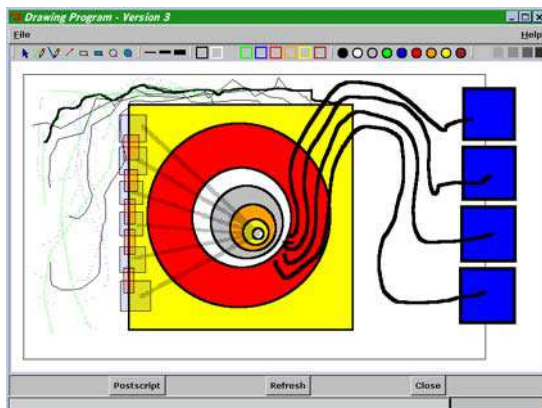 Drawing Program - Version 3
File Help
Postscript Refresh Close